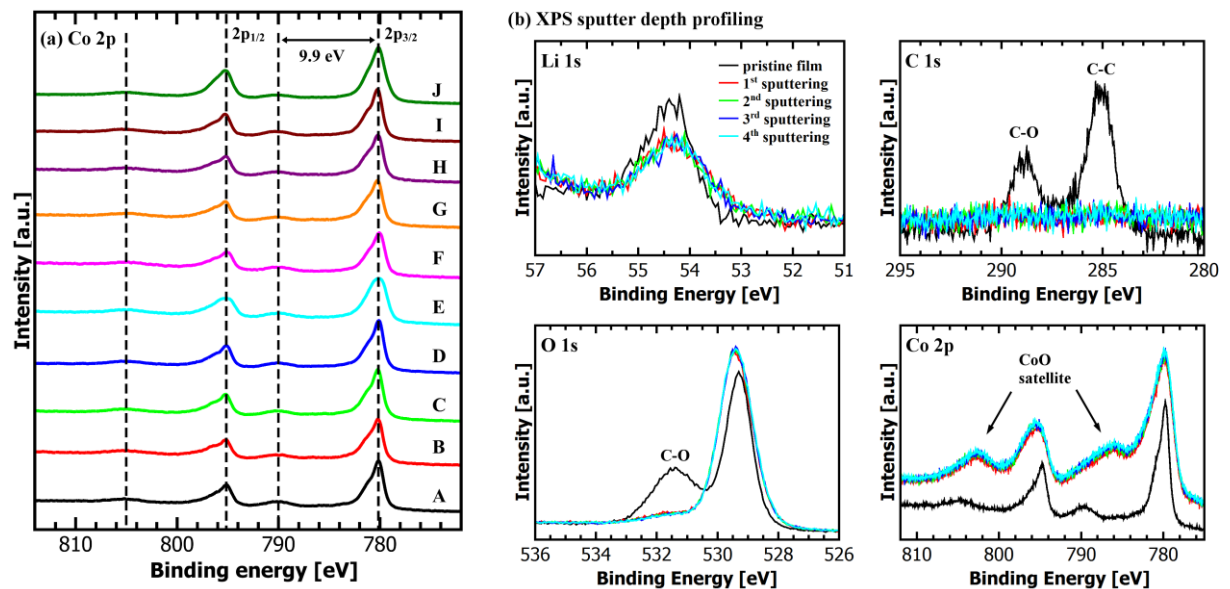 (a) Co 2p
2p1/2
9.9 eV
2p3/2
J
I
H
G
F
E
D
C
B
A
Intensity [a.u.]
810 800 790 780
Binding energy [eV]
(b) XPS sputter depth profiling
Li 1s
pristine film
1st sputtering
2nd sputtering
3rd sputtering
4th sputtering
Intensity [a.u.]
57 56 55 54 53 52 51
Binding Energy [eV]
C 1s
C-C
C-O
Intensity [a.u.]
295 290 285 280
Binding Energy [eV]
O 1s
C-O
Intensity [a.u.]
536 534 532 530 528 526
Binding Energy [eV]
Co 2p
CoO
satellite
Intensity [a.u.]
810 800 790 780
Binding Energy [eV]